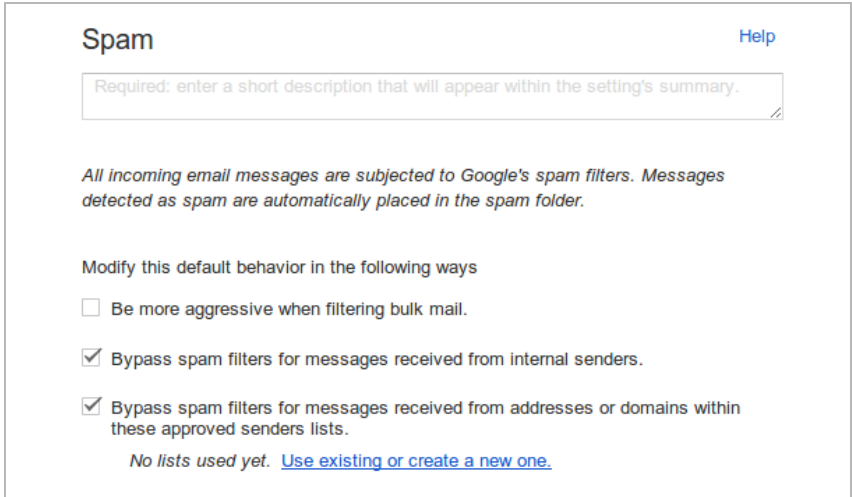 Spam
Help
Required: enter a short description that will appear within the setting's summary.
All incoming email messages are subjected to Google's spam filters. Messages
detected as spam are automatically placed in the spam folder.
Modify this default behavior in the following ways
Be more aggressive when filtering bulk mail.
Bypass spam filters for messages received from internal senders.
Bypass spam filters for messages received from addresses or domains within
these approved senders lists.
No lists used yet. Use existing or create a new one.